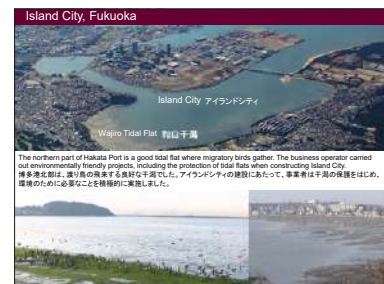 Island City, Fukuoka
Island City アイランドシティ
Wajiro Tidal Flat 和白干潟
The northern part of Hakata Port is a good tidal flat where migratory birds gather. The business operator carried
out environmentally friendly projects, including the protection of tidal flats when constructing Island City.
博多港北部は、渡り鳥の飛来する良好な干潟でした。アイランドシティの建設にあたって、事業者は干潟の保護をはじめ、
環境のために必要なことを積極的に実施しました。